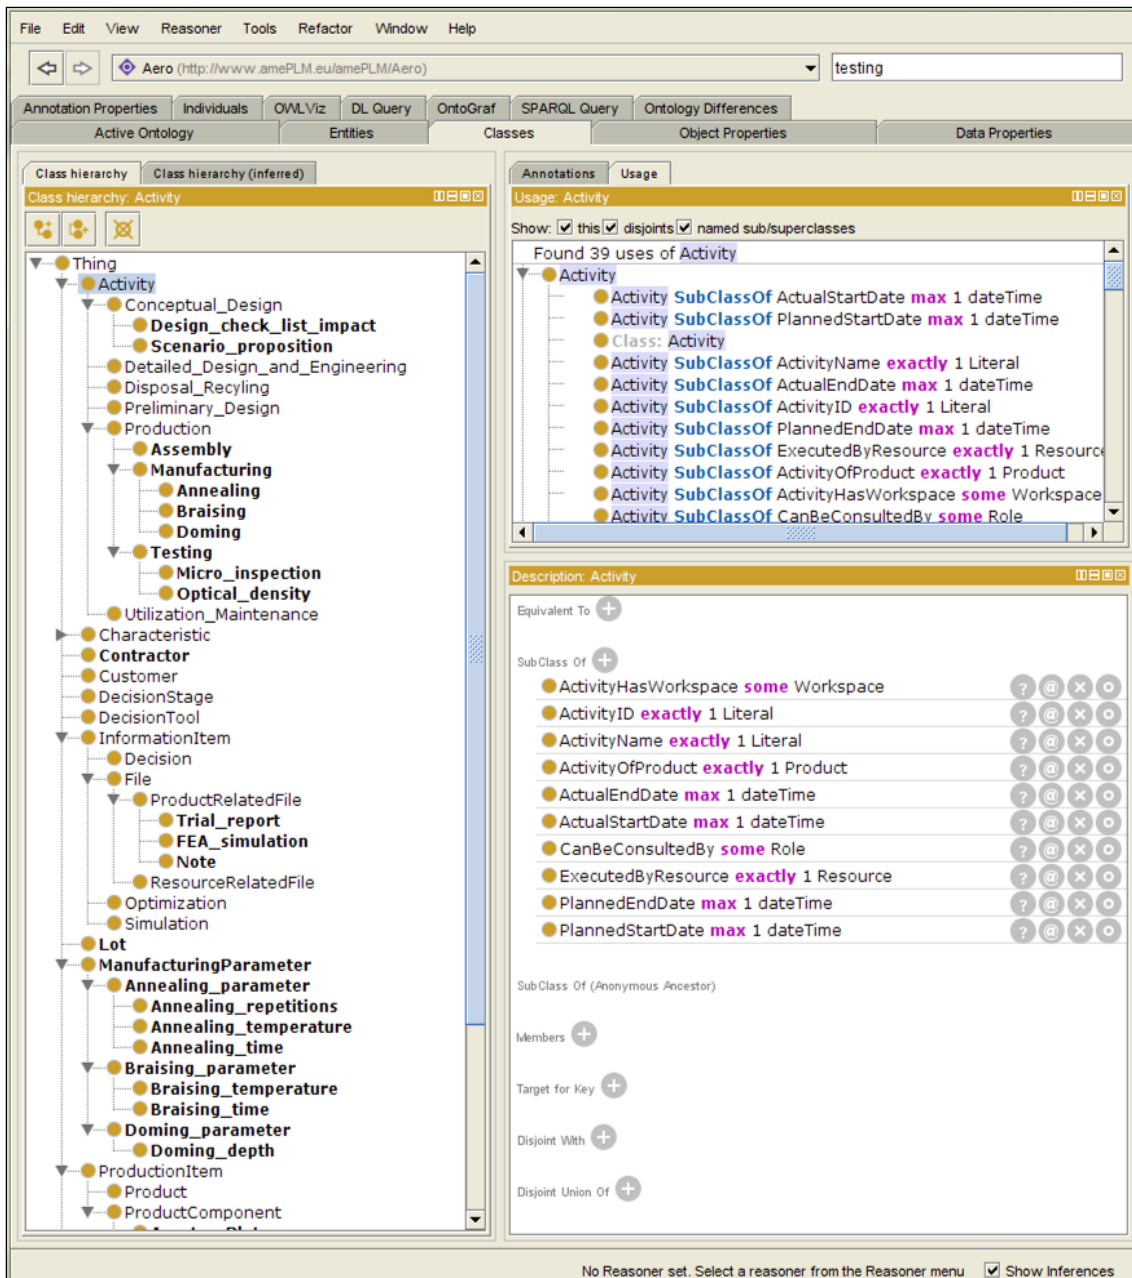 File Edit View Reasoner Tools Refactor Window Help
Aero (http://www.amePLM.eu/amePLM/Aero)
testing
Annotation Properties Individuals OWLViz DL Query OntoGraf SPARQL Query Ontology Differences
Active Ontology Entities Classes Object Properties Data Properties
Class hierarchy Class hierarchy (inferred)
Class hierarchy: Activity
Thing
Activity
Conceptual_Design
Design_check_list_impact
Scenario_proposition
Detailed_Design_and_Engineering
Disposal_Recyling
Preliminary_Design
Production
Assembly
Manufacturing
Annealing
Braising
Doming
Testing
Micro_inspection
Optical_density
Utilization_Maintenance
Characteristic
Contractor
Customer
DecisionStage
DecisionTool
InformationItem
Decision
File
ProductRelatedFile
Trial_report
FEA_simulation
Note
ResourceRelatedFile
Optimization
Simulation
Lot
ManufacturingParameter
Annealing_parameter
Annealing_repetitions
Annealing_temperature
Annealing_time
Braising_parameter
Braising_temperature
Braising_time
Doming_parameter
Doming_depth
ProductionItem
Product
ProductComponent
Annotations Usage
Usage: Activity
Show: this disjoints named sub/superclasses
Found 39 uses of Activity
Activity
Activity SubClassOf ActualStartDate max 1 dateTime
Activity SubClassOf PlannedStartDate max 1 dateTime
Class: Activity
Activity SubClassOf ActivityName exactly 1 Literal
Activity SubClassOf ActualEndDate max 1 dateTime
Activity SubClassOf ActivityID exactly 1 Literal
Activity SubClassOf PlannedEndDate max 1 dateTime
Activity SubClassOf ExecutedByResource exactly 1 Resource
Activity SubClassOf ActivityOfProduct exactly 1 Product
Activity SubClassOf ActivityHasWorkspace some Workspace
Activity SubClassOf CanBeConsultedBy some Role
Description: Activity
Equivalent To
SubClass Of
ActivityHasWorkspace some Workspace
ActivityID exactly 1 Literal
ActivityName exactly 1 Literal
ActivityOfProduct exactly 1 Product
ActualEndDate max 1 dateTime
ActualStartDate max 1 dateTime
CanBeConsultedBy some Role
ExecutedByResource exactly 1 Resource
PlannedEndDate max 1 dateTime
PlannedStartDate max 1 dateTime
SubClass Of (Anonymous Ancestor)
Members
Target for Key
Disjoint With
Disjoint Union Of
No Reasoner set. Select a reasoner from the Reasoner menu Show Inferences